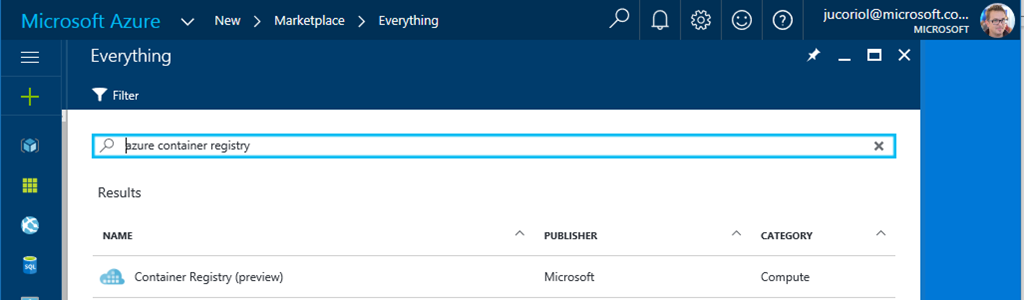 Microsoft Azure New > Marketplace > Everything jucoriol@microsoft.co...
MICROSOFT
Everything
Filter
azure container registry
Results
NAME PUBLISHER CATEGORY
SQL Container Registry (preview) Microsoft Compute